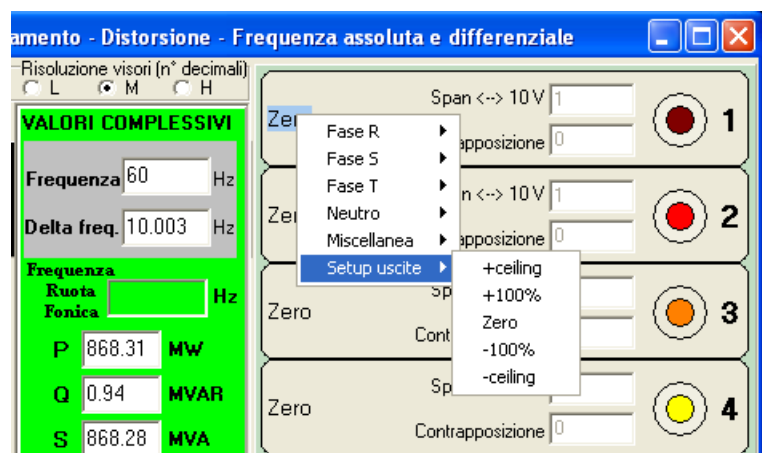 amento - Distorsione - Frequenza assoluta e differenziale
Risoluzione visori (n° decimali)
L M H
VALORI COMPLESSIVI
Frequenza 60 Hz
Delta freq. 10.003 Hz
Frequenza
Ruota
Fonica
Hz
P 868.31 MW
Q 0.94 MVAR
S 868.28 MVA
Span <--> 10 V 1
Zero
apposizione 0
1
n <--> 10 V 1
apposizione 0
2
Zero
Sp
Cont
3
Zero
Sp
Contrapposizione 0
4
Fase R
Fase S
Fase T
Neutro
Miscellanea
Setup uscite
+ceiling
+100%
Zero
-100%
-ceiling